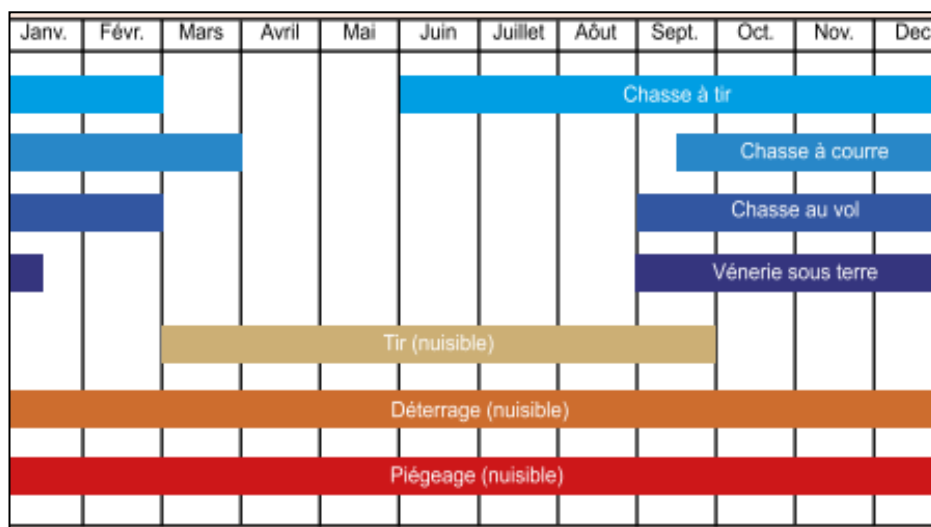 Janv. Févr. Mars Avril Mai Juin Juillet Aôut Sept. Oct. Nov. Dec
Chasse à tir
Chasse à courre
Chasse au vol
Vénerie sous terre
Tir (nuisible)
Déterrage (nuisible)
Piégeage (nuisible)